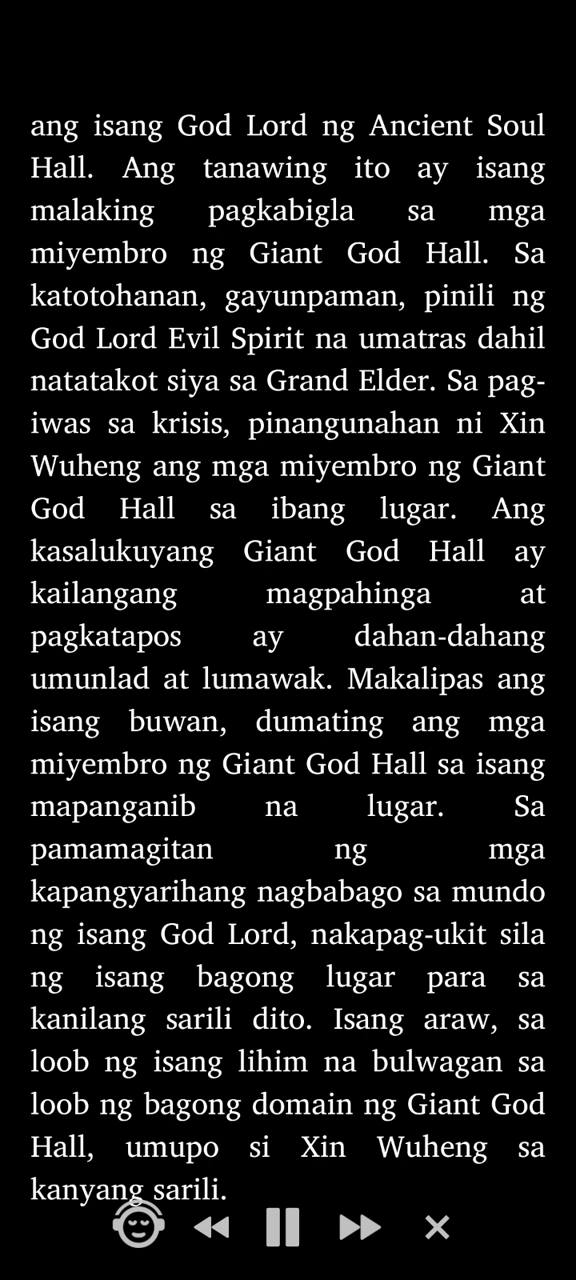 ang isang God Lord ng Ancient Soul
Hall. Ang tanawing ito ay isang
malaking pagkabigla sa mga
miyembro ng Giant God Hall. Sa
katotohanan, gayunpaman, pinili ng
God Lord Evil Spirit na umatras dahil
natatakot siya sa Grand Elder. Sa pag-
iwas sa krisis, pinangunahan ni Xin
Wuheng ang mga miyembro ng Giant
God Hall sa ibang lugar. Ang
kasalukuyang Giant God Hall ay
kailangang magpahinga at
pagkatapos ay dahan-dahang
umunlad at lumawak. Makalipas ang
isang buwan, dumating ang mga
miyembro ng Giant God Hall sa isang
mapanganib na lugar. Sa
pamamagitan ng mga
kapangyarihang nagbabago sa mundo
ng isang God Lord, nakapag-ukit sila
ng isang bagong lugar para sa
kanilang sarili dito. Isang araw, sa
loob ng isang lihim na bulwagan sa
loob ng bagong domain ng Giant God
Hall, umupo si Xin Wuheng sa
kanyang sarili.